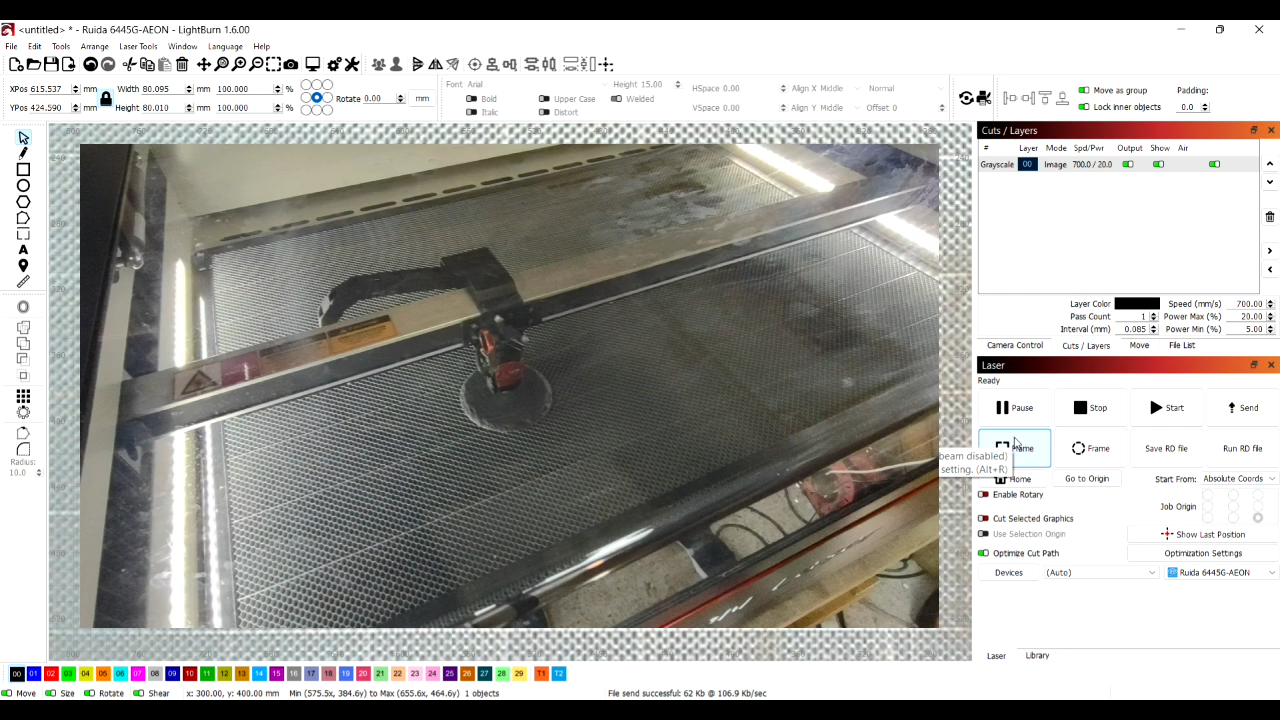 <untitled> * - Ruida 6445G-AEON - LightBurn 1.6.00
File Edit Tools Arrange Laser Tools Window Language Help
XPos 615.537 mm Width 80.095 mm 100.000 %
YPos 424.590 mm Height 80.010 mm 100.000 %
Rotate 0.00 mm
Font Arial Height 15.00
Bold Upper Case Welded
Italic Distort
HSpace 0.00 Align X Middle Normal
VSpace 0.00 Align Y Middle Offset 0
Move as group Padding:
Lock inner objects 0.0
Cuts / Layers
# Layer Mode Spd/Pwr Output Show Air
Grayscale 00 Image 700.0 / 20.0
Layer Color Speed (mm/s) 700.00
Pass Count 1 Power Max (%) 20.00
Interval (mm) 0.085 Power Min (%) 5.00
Camera Control Cuts / Layers Move File List
Laser
Ready
Pause Stop Start Send
Frame Frame Save RD file Run RD file
beam disabled)
setting. (Alt+R)
Home Go to Origin Start From: Absolute Coords
Enable Rotary Job Origin
Cut Selected Graphics
Use Selection Origin Show Last Position
Optimize Cut Path Optimization Settings
Devices (Auto) Ruida 6445G-AEON
Laser Library
Radius:
10.0
00 01 02 03 04 05 06 07 08 09 10 11 12 13 14 15 16 17 18 19 20 21 22 23 24 25 26 27 28 29 T1 T2
Move Size Rotate Shear x: 300.00, y: 400.00 mm Min (575.5x, 384.6y) to Max (655.6x, 464.6y) 1 objects File send successful: 62 Kb @ 106.9 Kb/sec